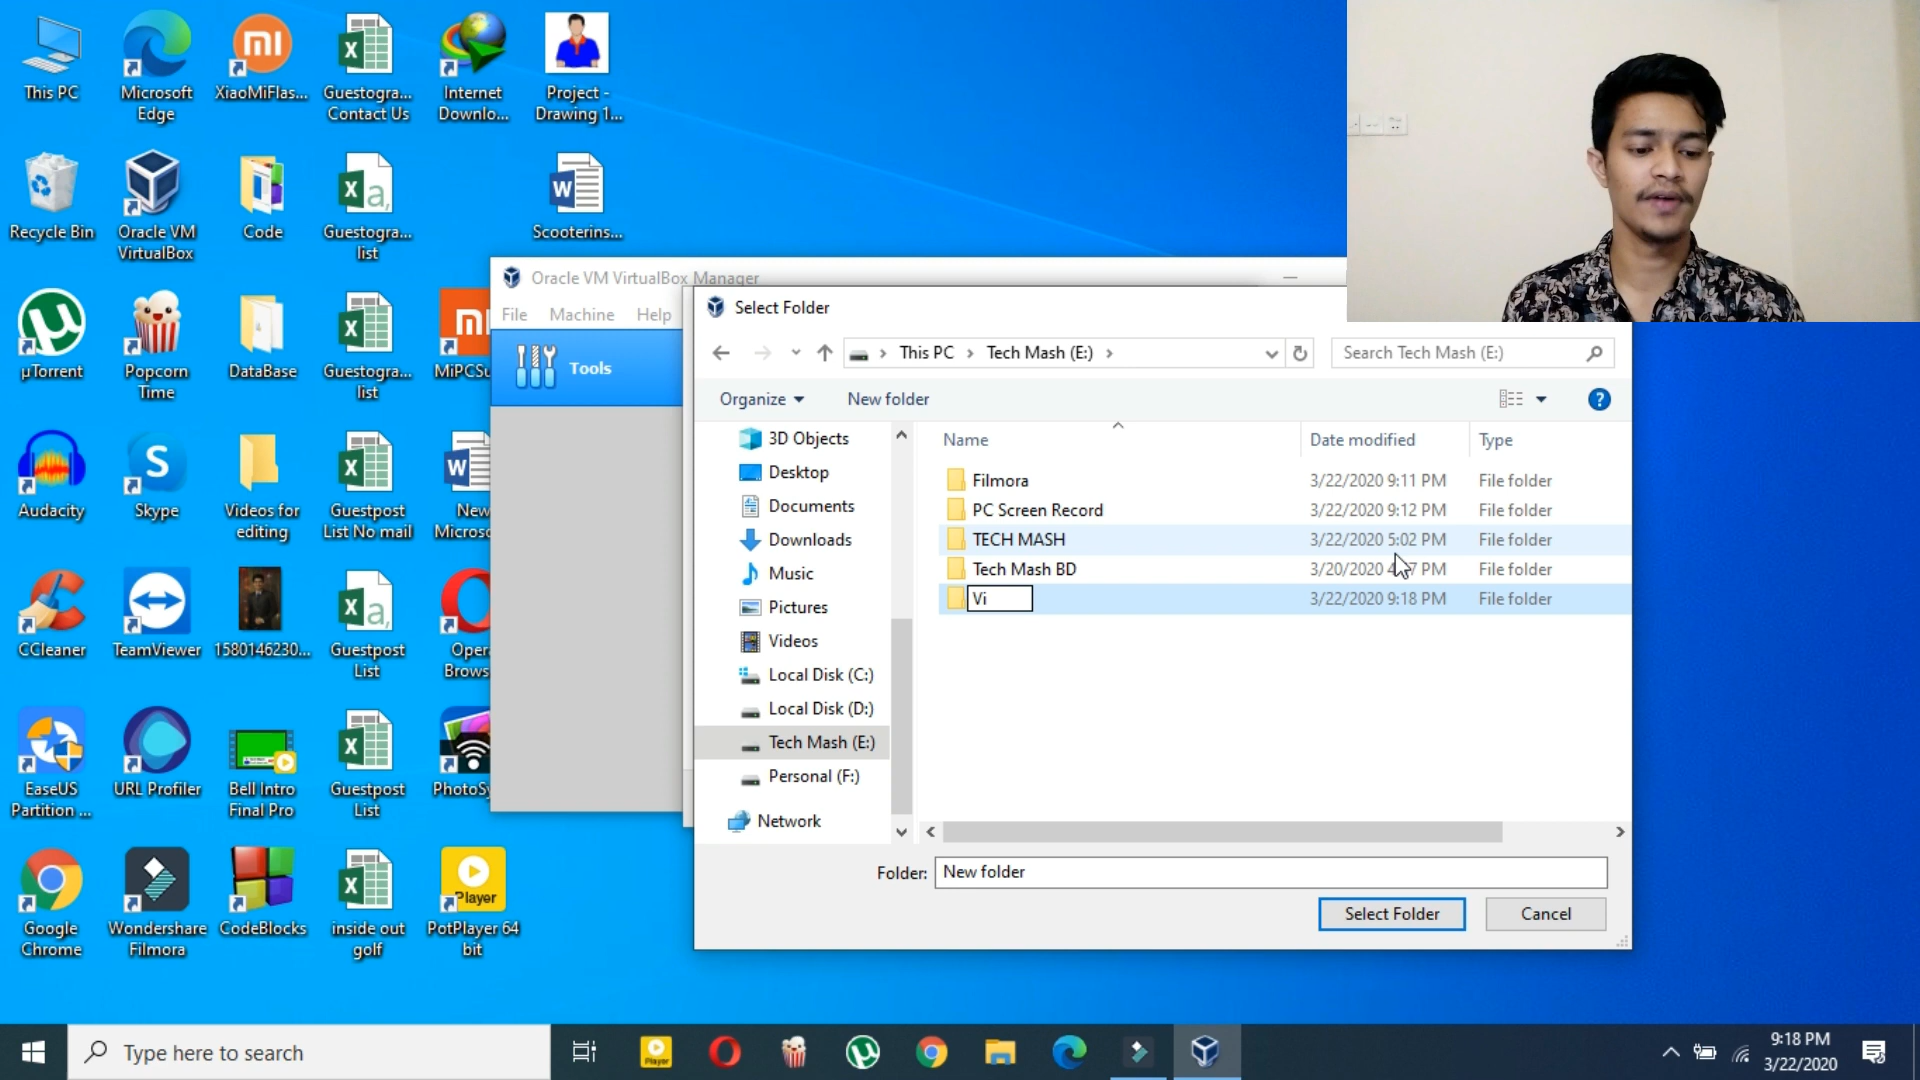 This PC
Microsoft
Edge
XiaoMiFlas...
Guestogra...
Contact Us
Internet
Downlo...
Project -
Drawing 1...
Recycle Bin
Oracle VM
VirtualBox
Code
Guestogra...
list
Scooterins...
µTorrent
Popcorn
Time
DataBase
Guestogra...
list
MiPCSu
Audacity
Skype
Videos for
editing
Guestpost
List No mail
New
Microso
CCleaner
TeamViewer
1580146230...
Guestpost
List
Oper
Brows
EaseUS
Partition ...
URL Profiler
Bell Intro
Final Pro
Guestpost
List
PhotoSy
Google
Chrome
Wondershare
Filmora
CodeBlocks
inside out
golf
Player
PotPlayer 64
bit
Oracle VM VirtualBox Manager
File Machine Help
Tools
Select Folder
This PC > Tech Mash (E:) >
Search Tech Mash (E:)
Organize
New folder
3D Objects
Desktop
Documents
Downloads
Music
Pictures
Videos
Local Disk (C:)
Local Disk (D:)
Tech Mash (E:)
Personal (F:)
Network
Name Date modified Type
Filmora 3/22/2020 9:11 PM File folder
PC Screen Record 3/22/2020 9:12 PM File folder
TECH MASH 3/22/2020 5:02 PM File folder
Tech Mash BD 3/20/2020 PM File folder
Vi 3/22/2020 9:18 PM File folder
Folder: New folder
Select Folder Cancel
Type here to search
9:18 PM
3/22/2020